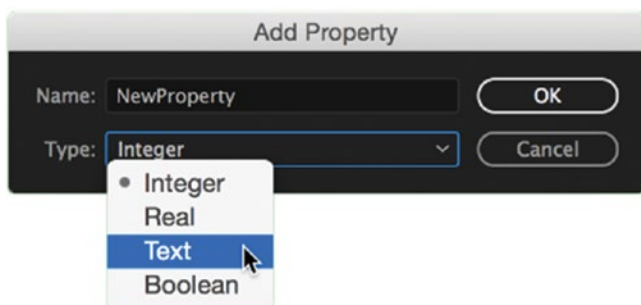 Add Property
Name: NewProperty OK
Type: Integer Cancel
Integer
Real
Text
Boolean